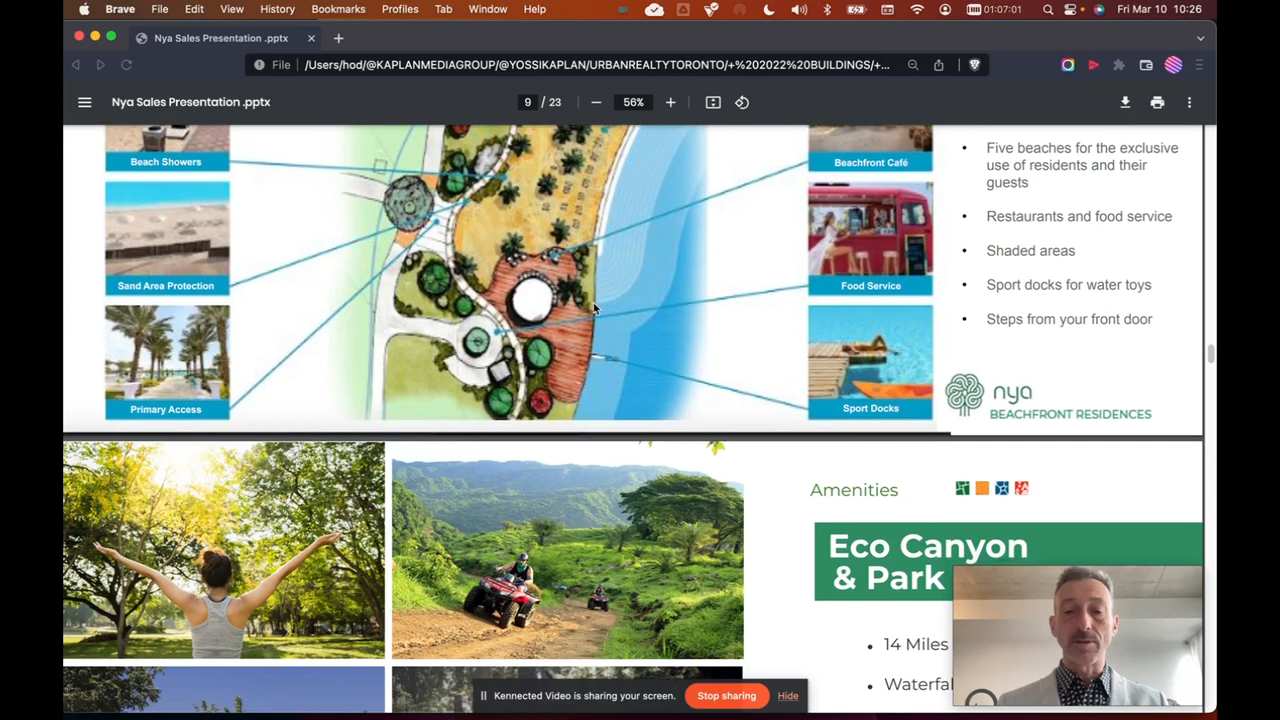 Brave File Edit View History Bookmarks Profiles Tab Window Help 01:07:01 Fri Mar 10 10:26
Nya Sales Presentation .pptx
File /Users/hod/@KAPLANMEDIAGROUP/@YOSSIKAPLAN/URBANREALTYTORONTO/+%202022%20BUILDINGS/+...
Nya Sales Presentation .pptx 9 / 23 56%
Beach Showers
Sand Area Protection
Primary Access
Beachfront Café
Food Service
Sport Docks
• Five beaches for the exclusive
use of residents and their
guests
• Restaurants and food service
• Shaded areas
• Sport docks for water toys
• Steps from your front door
nya
BEACHFRONT RESIDENCES
Amenities
Eco Canyon
& Park
• 14 Miles
• Waterfal
Kennected Video is sharing your screen. Stop sharing Hide